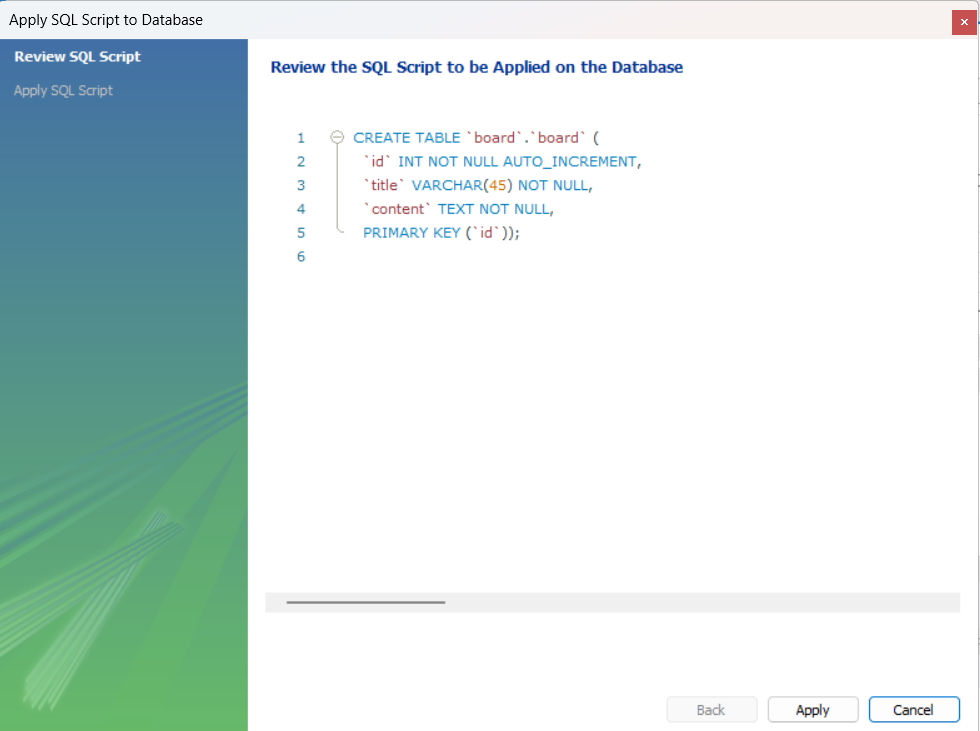 Apply SQL Script to Database
Review SQL Script
Apply SQL Script
Review the SQL Script to be Applied on the Database
1 CREATE TABLE `board`.`board` (
2 `id` INT NOT NULL AUTO_INCREMENT,
3 `title` VARCHAR(45) NOT NULL,
4 `content` TEXT NOT NULL,
5 PRIMARY KEY (`id`));
6
Back Apply Cancel